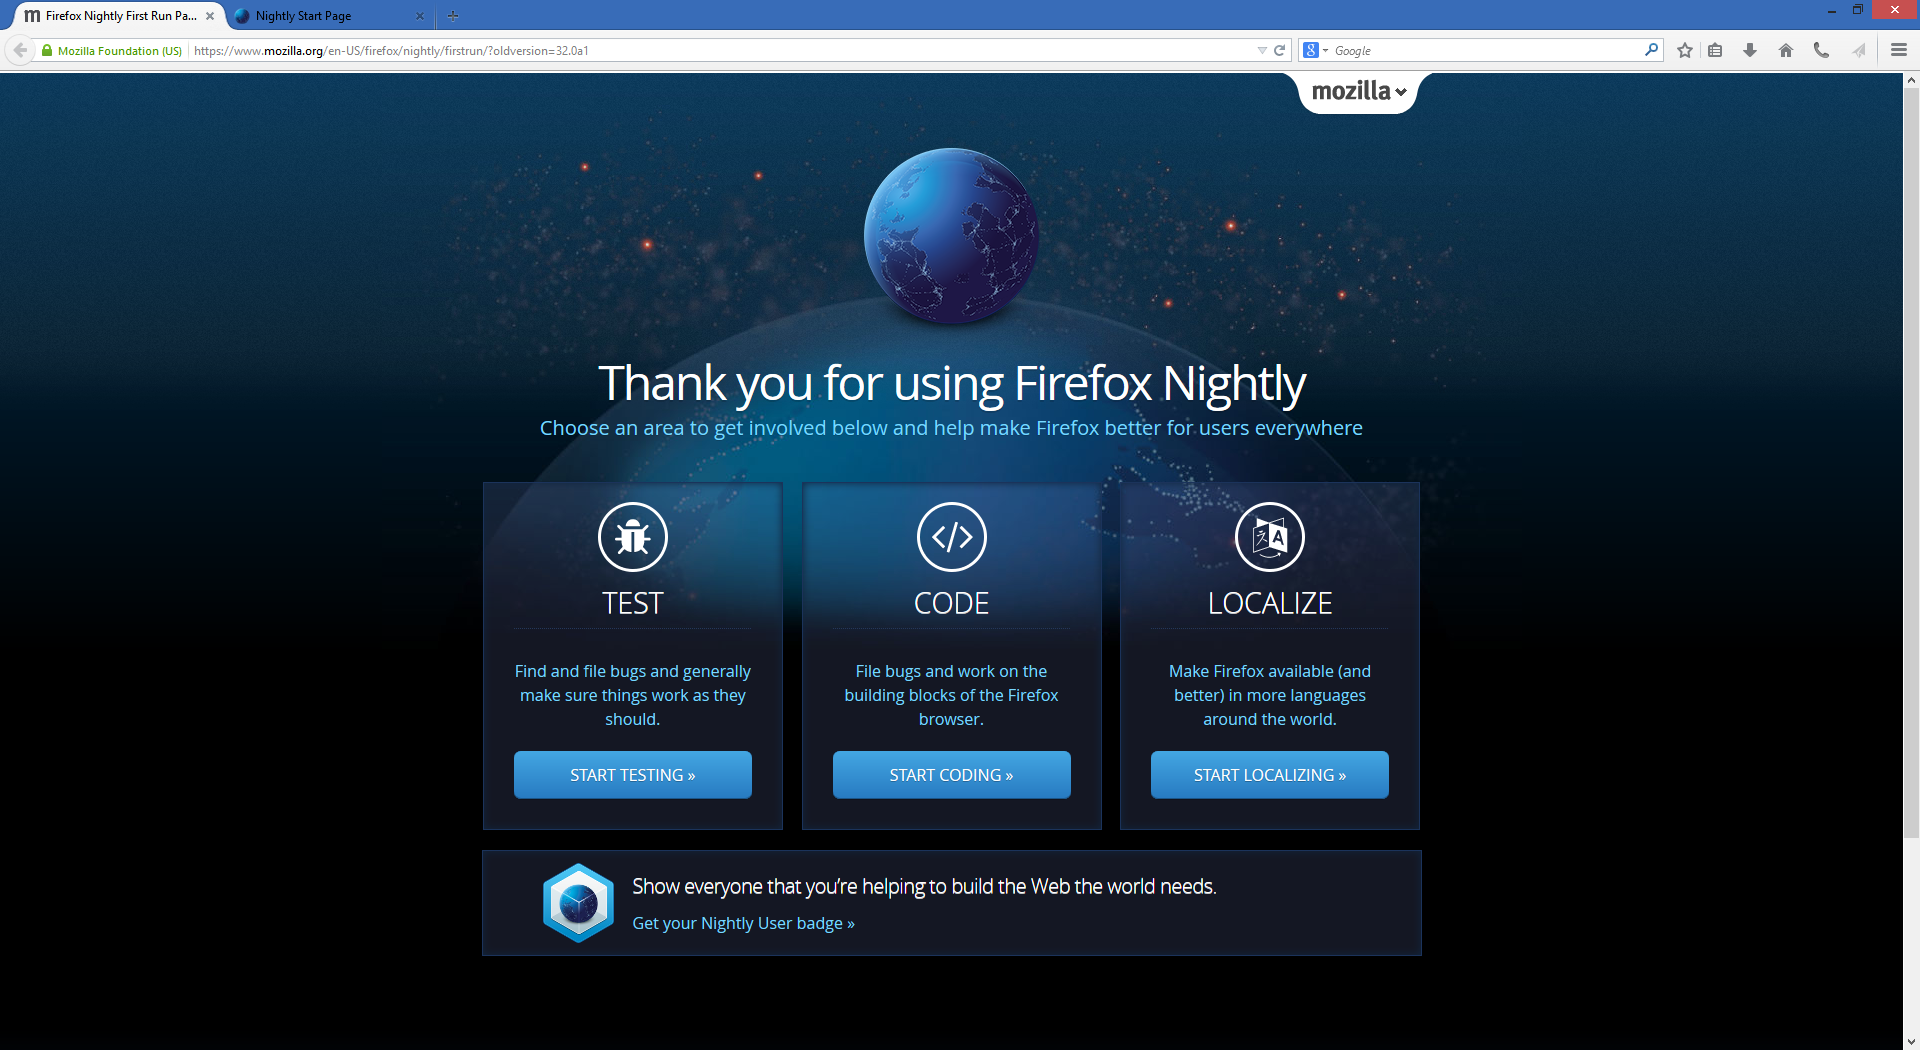 Firefox Nightly First Run Pa...
Nightly Start Page
Mozilla Foundation (US)
https://www.mozilla.org/en-US/firefox/nightly/firstrun/?oldversion=32.0a1
Google
mozilla
Thank you for using Firefox Nightly
Choose an area to get involved below and help make Firefox better for users everywhere
TEST
Find and file bugs and generally
make sure things work as they
should.
START TESTING »
CODE
File bugs and work on the
building blocks of the Firefox
browser.
START CODING »
LOCALIZE
Make Firefox available (and
better) in more languages
around the world.
START LOCALIZING »
Show everyone that you’re helping to build the Web the world needs.
Get your Nightly User badge »